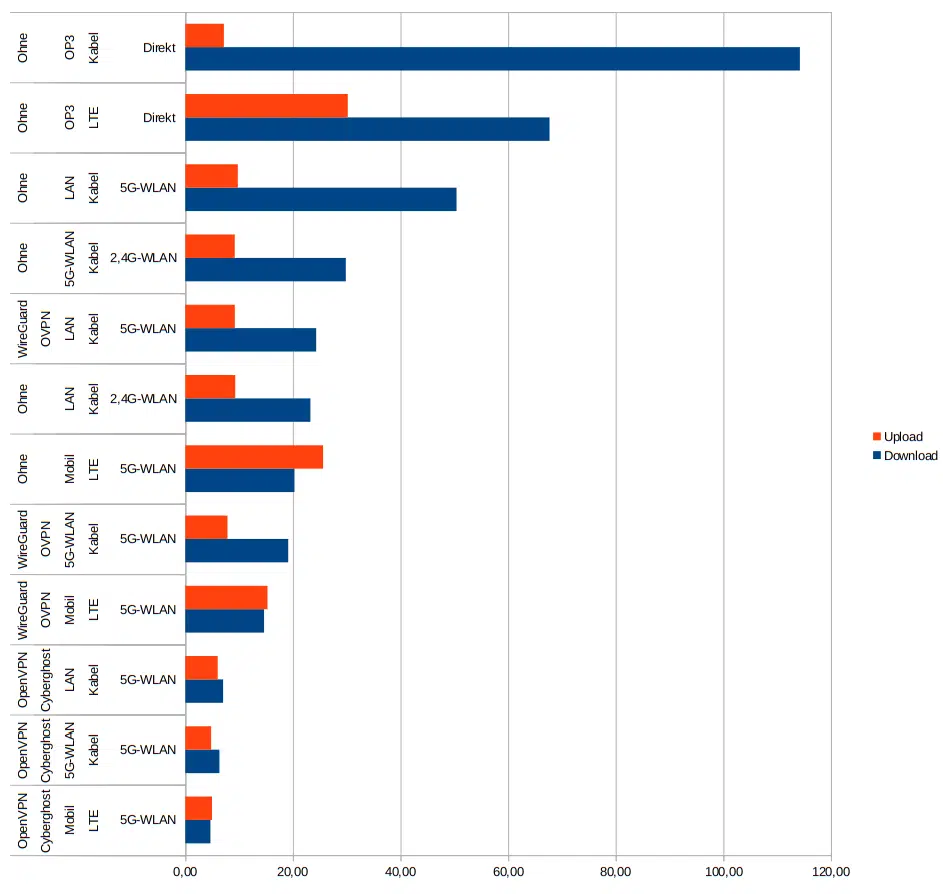 Ohne OP3 Kabel Direkt
Ohne OP3 LTE Direkt
Ohne LAN Kabel 5G-WLAN
Ohne 5G-WLAN Kabel 2,4G-WLAN
WireGuard OVPN LAN Kabel 5G-WLAN
Ohne LAN Kabel 2,4G-WLAN
Ohne Mobil LTE 5G-WLAN
WireGuard OVPN 5G-WLAN Kabel 5G-WLAN
WireGuard OVPN Mobil LTE 5G-WLAN
OpenVPN Cyberghost LAN Kabel 5G-WLAN
OpenVPN Cyberghost 5G-WLAN Kabel 5G-WLAN
OpenVPN Cyberghost Mobil LTE 5G-WLAN
0,00 20,00 40,00 60,00 80,00 100,00 120,00
Upload
Download